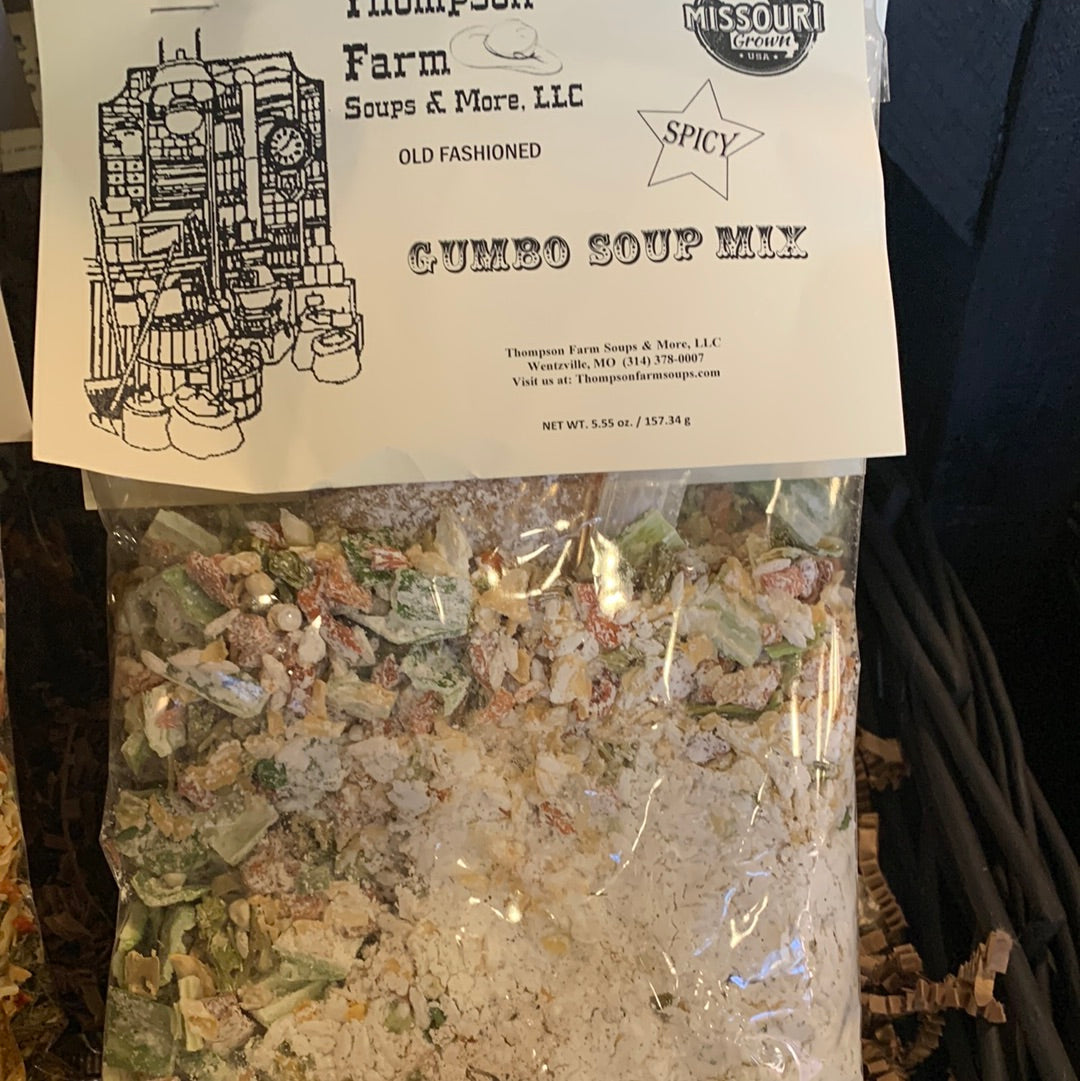 Thompson
Farm
Soups & More, LLC
MISSOURI
Grown
USA
SPICY
OLD FASHIONED
GUMBO SOUP MIX
Thompson Farm Soups & More, LLC
Wentzville, MO (314) 378-0007
Visit us at: Thompsonfarmsoups.com
NET WT. 5.55 oz. / 157.34 g